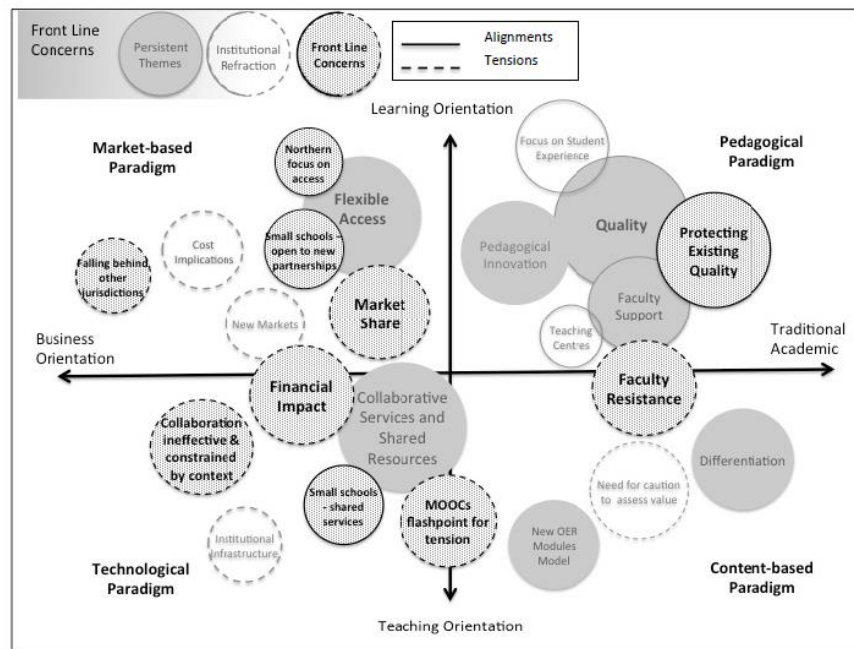 Front Line
Concerns
Persistent
Themes
Institutional
Refraction
Front Line
Concerns
Alignments
Tensions
Learning Orientation
Market-based
Paradigm
Pedagogical
Paradigm
Northern
focus on
access
Focus on Student
Experience
Flexible
Access
Quality
Cost
Implications
Small schools –
open to new
partnerships
Pedagogical
Innovation
Protecting
Existing
Quality
Falling behind
other
jurisdictions
New Markets
Market
Share
Faculty
Support
Teaching
Centres
Business
Orientation
Traditional
Academic
Financial
Impact
Collaborative
Services and
Shared
Resources
Faculty
Resistance
Collaboration
ineffective &
constrained
by context
Differentiation
Need for caution
to assess value
Small schools
- shared
services
MOOCs
flashpoint for
tension
Institutional
Infrastructure
New OER
Modules
Model
Technological
Paradigm
Content-based
Paradigm
Teaching Orientation